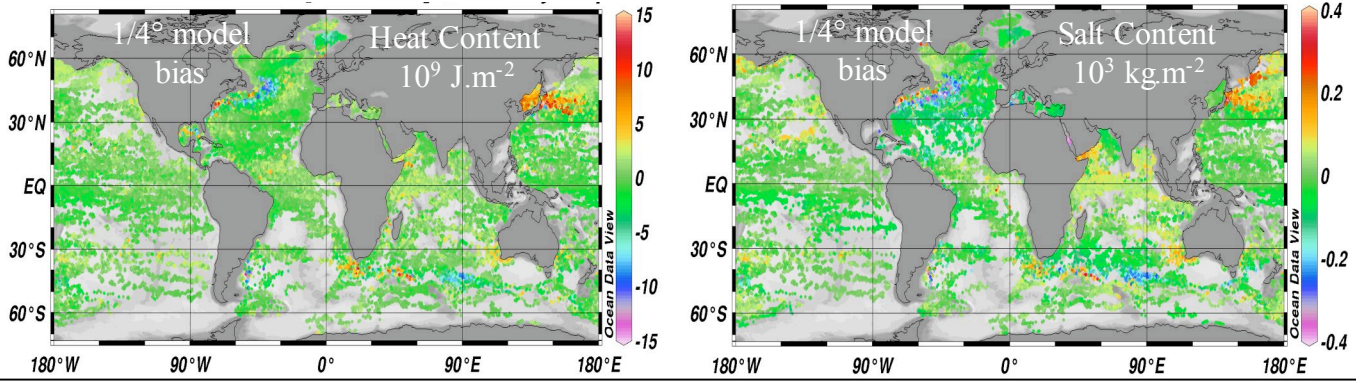 1/4° model
bias
Heat Content
10⁹ J.m⁻²
60°N
30°N
EQ
30°S
60°S
180°W
90°W
0°
90°E
180°E
15
10
5
0
-5
-10
-15
Ocean Data View
1/4° model
bias
Salt Content
10³ kg.m⁻²
60°N
30°N
EQ
30°S
60°S
180°W
90°W
0°
90°E
180°E
0.4
0.2
0
-0.2
-0.4
Ocean Data View